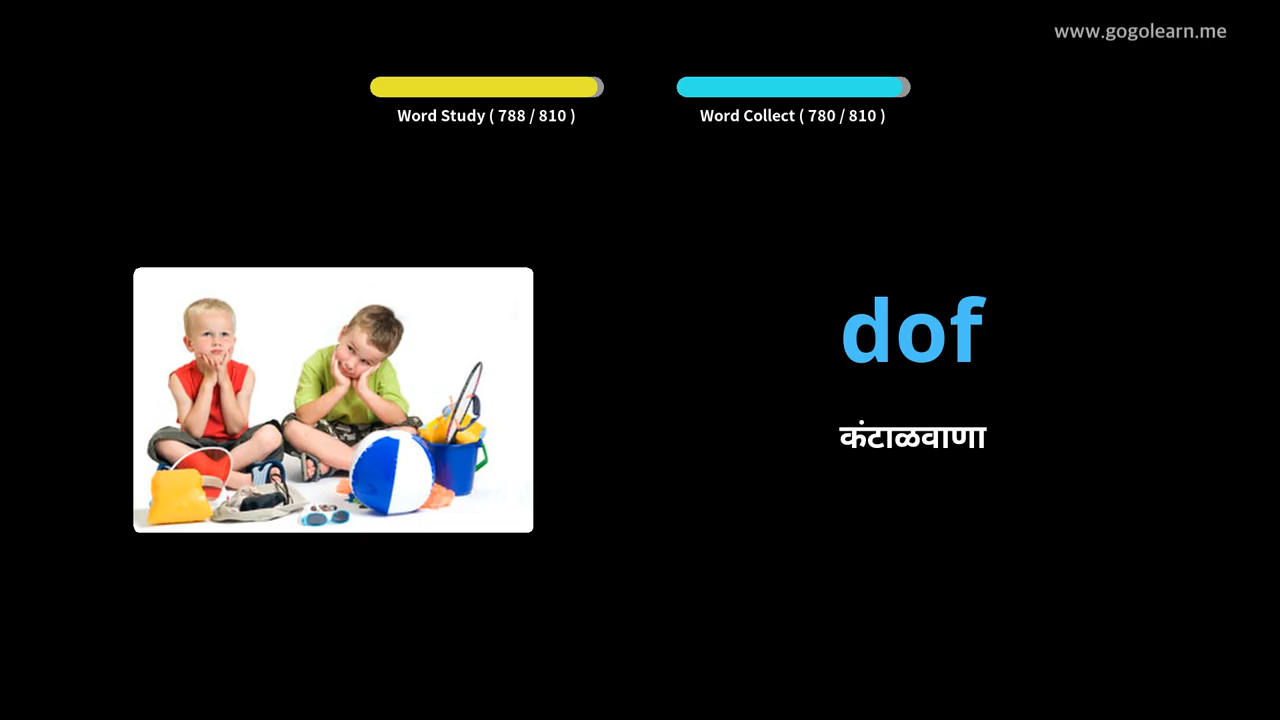 www.gogolearn.me
Word Study ( 788 / 810 )
Word Collect ( 780 / 810 )
dof
कंटाळवाणा